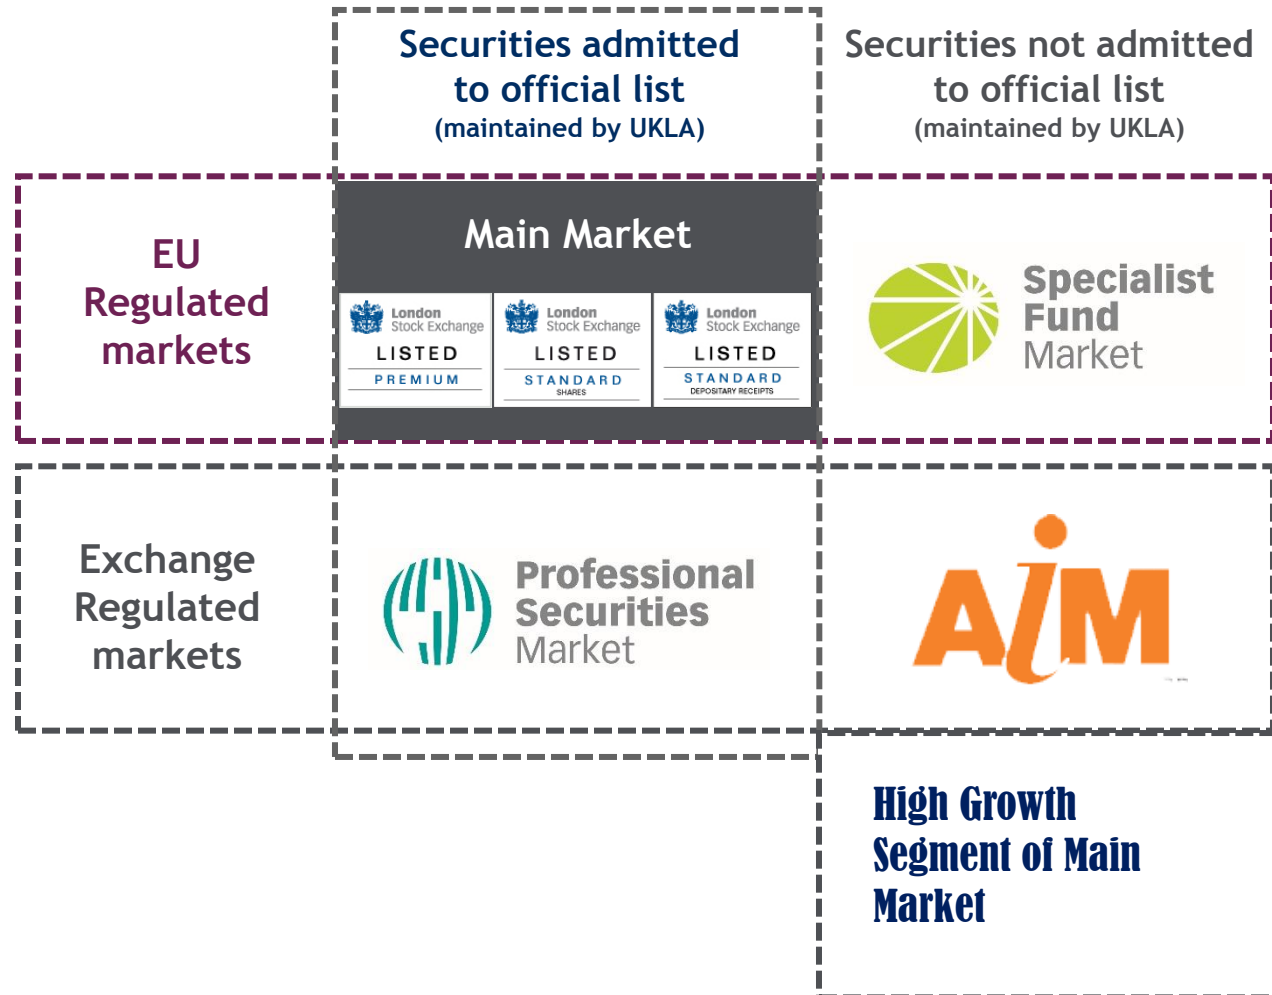 Securities admitted
to official list
(maintained by UKLA)
Securities not admitted
to official list
(maintained by UKLA)
EU
Regulated
markets
Main Market
London
Stock Exchange
LISTED
PREMIUM
London
Stock Exchange
LISTED
STANDARD
SHARES
London
Stock Exchange
LISTED
STANDARD
DEPOSITARY RECEIPTS
Specialist
Fund
Market
Exchange
Regulated
markets
Professional
Securities
Market
AiM
High Growth
Segment of Main
Market